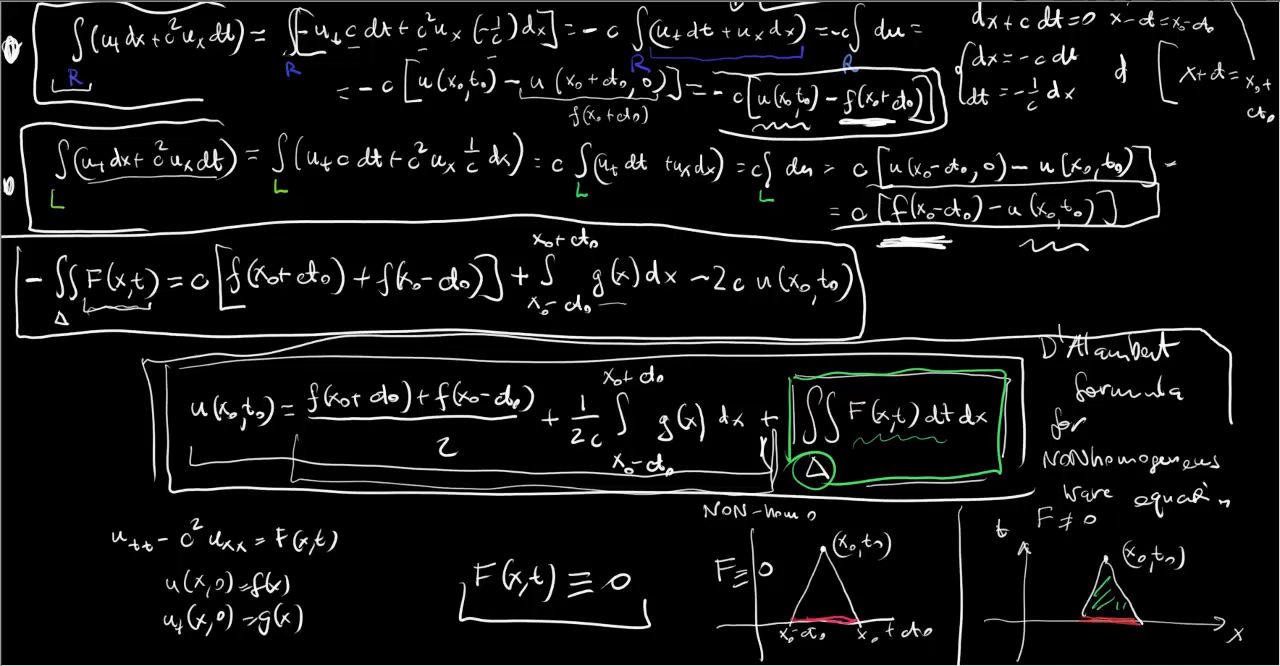 ∫_R (u_t dx + c² u_x dt) = ∫_R [-u_t c dt + c² u_x (-1/c) dx] = -c ∫_R (u_t dt + u_x dx) = -c ∫_R du =
dx + c dt = 0 x - ct = x₀ - ct₀
{ dx = -c dt
dt = -1/c dx
x + ct = x₀ + ct₀
= -c [u(x₀, t₀) - u(x₀ + ct₀, 0)] = -c [u(x₀, t₀) - f(x₀ + ct₀)]
f(x₀ + ct₀)
∫_L (u_t dx + c² u_x dt) = ∫_L (u_t c dt + c² u_x 1/c dx) = c ∫_L (u_t dt + u_x dx) = c ∫_L du = c [u(x₀ - ct₀, 0) - u(x₀, t₀)] =
= c [f(x₀ - ct₀) - u(x₀, t₀)]
- ∬_Δ F(x,t) = c [f(x₀ + ct₀) + f(x₀ - ct₀)] + ∫_{x₀ - ct₀}^{x₀ + ct₀} g(x) dx - 2c u(x₀, t₀)
u(x₀, t₀) = (f(x₀ + ct₀) + f(x₀ - ct₀))/2 + 1/2c ∫_{x₀ - ct₀}^{x₀ + ct₀} g(x) dx + ∬_Δ F(x,t) dt dx
D'Alambert
formula
for
NONhomogeneus
wave equation
F ≢ 0
u_tt - c² u_xx = F(x,t)
u(x,0) = f(x)
u_t(x,0) = g(x)
F(x,t) ≡ 0
NON-homo
F ≡ 0
(x₀, t₀)
x₀ - ct₀ x₀ + ct₀
t
(x₀, t₀)
x